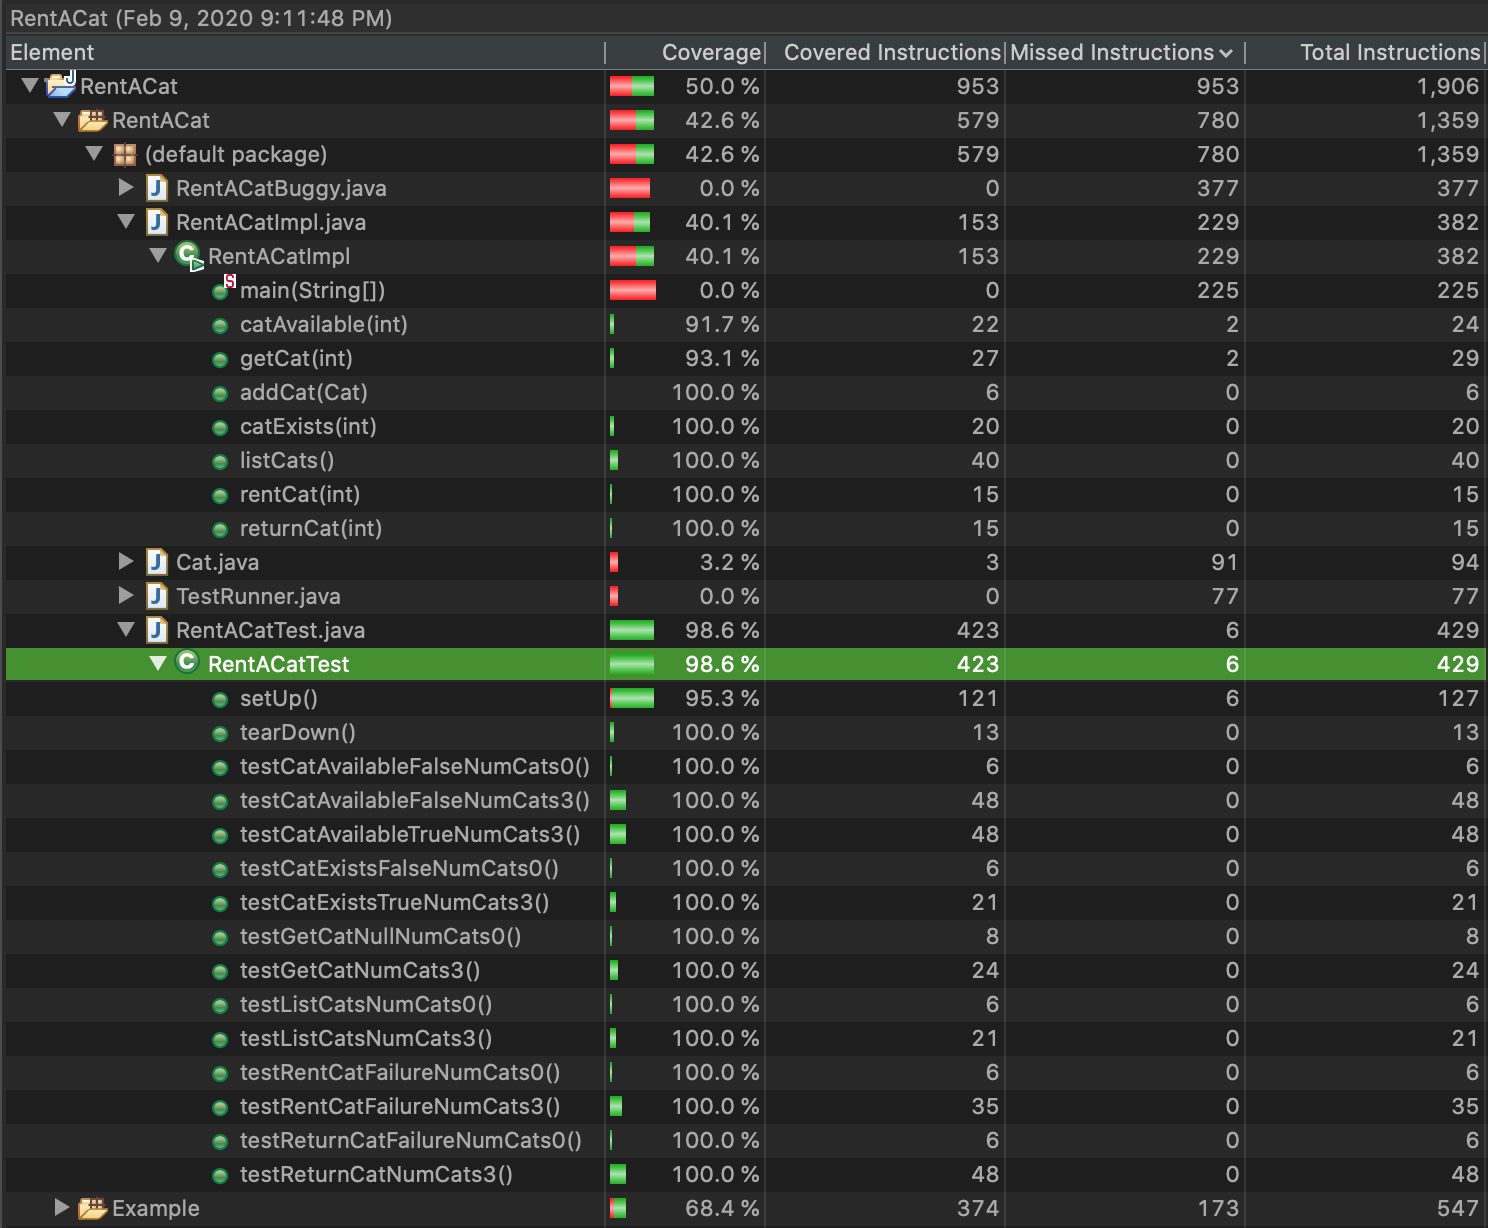 RentACat (Feb 9, 2020 9:11:48 PM)
Element Coverage Covered Instructions Missed Instructions Total Instructions
RentACat 50.0 % 953 953 1,906
RentACat 42.6 % 579 780 1,359
(default package) 42.6 % 579 780 1,359
RentACatBuggy.java 0.0 % 0 377 377
RentACatImpl.java 40.1 % 153 229 382
RentACatImpl 40.1 % 153 229 382
main(String[]) 0.0 % 0 225 225
catAvailable(int) 91.7 % 22 2 24
getCat(int) 93.1 % 27 2 29
addCat(Cat) 100.0 % 6 0 6
catExists(int) 100.0 % 20 0 20
listCats() 100.0 % 40 0 40
rentCat(int) 100.0 % 15 0 15
returnCat(int) 100.0 % 15 0 15
Cat.java 3.2 % 3 91 94
TestRunner.java 0.0 % 0 77 77
RentACatTest.java 98.6 % 423 6 429
RentACatTest 98.6 % 423 6 429
setUp() 95.3 % 121 6 127
tearDown() 100.0 % 13 0 13
testCatAvailableFalseNumCats0() 100.0 % 6 0 6
testCatAvailableFalseNumCats3() 100.0 % 48 0 48
testCatAvailableTrueNumCats3() 100.0 % 48 0 48
testCatExistsFalseNumCats0() 100.0 % 6 0 6
testCatExistsTrueNumCats3() 100.0 % 21 0 21
testGetCatNullNumCats0() 100.0 % 8 0 8
testGetCatNumCats3() 100.0 % 24 0 24
testListCatsNumCats0() 100.0 % 6 0 6
testListCatsNumCats3() 100.0 % 21 0 21
testRentCatFailureNumCats0() 100.0 % 6 0 6
testRentCatFailureNumCats3() 100.0 % 35 0 35
testReturnCatFailureNumCats0() 100.0 % 6 0 6
testReturnCatNumCats3() 100.0 % 48 0 48
Example 68.4 % 374 173 547